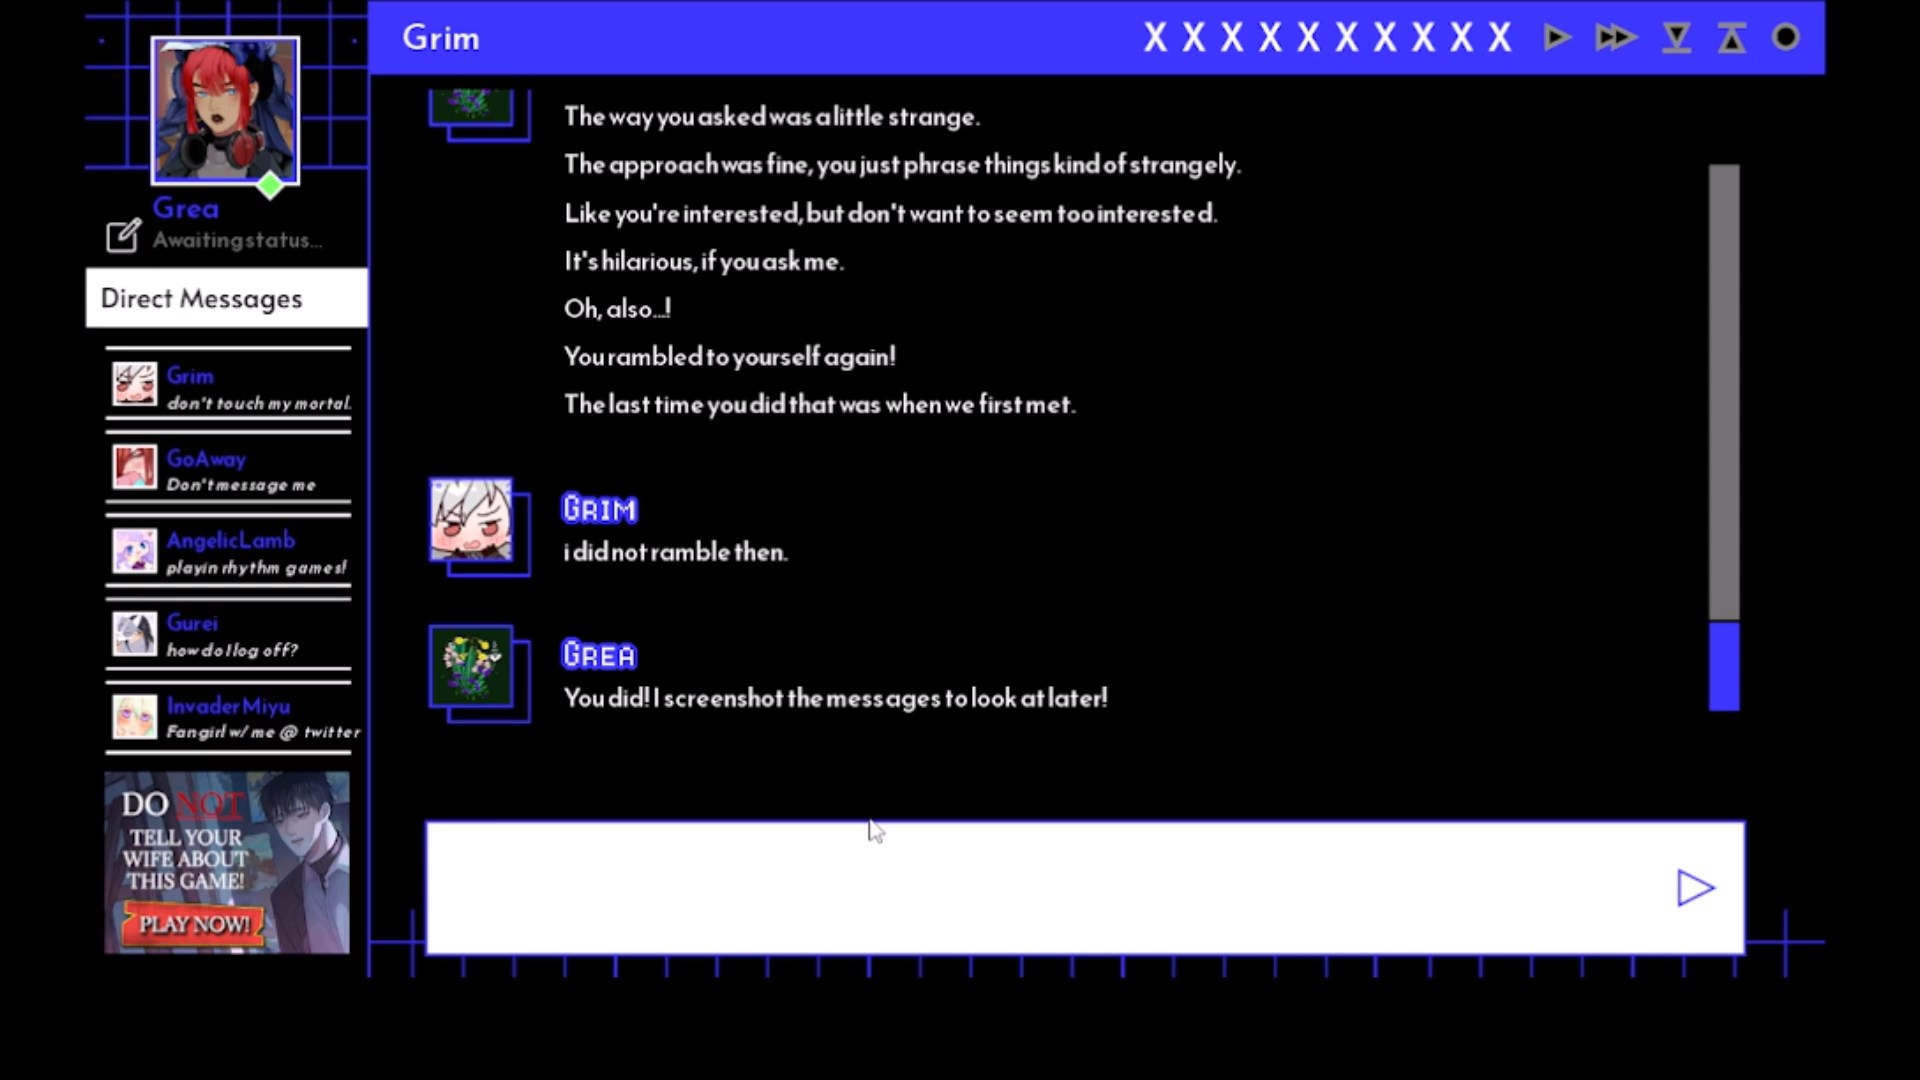 Grim
X X X X X X X X X X
Grea
Awaiting status...
Direct Messages
Grim
don't touch my mortal.
GoAway
Don't message me
AngelicLamb
playin rhythm games!
Gurei
how do I log off?
InvaderMiyu
Fangirl w/ me @ twitter
DO NOT
TELL YOUR
WIFE ABOUT
THIS GAME!
PLAY NOW!
The way you asked was a little strange.
The approach was fine, you just phrase things kind of strangely.
Like you're interested, but don't want to seem too interested.
It's hilarious, if you ask me.
Oh, also...!
You rambled to yourself again!
The last time you did that was when we first met.
GRIM
i did not ramble then.
GREA
You did! I screenshot the messages to look at later!